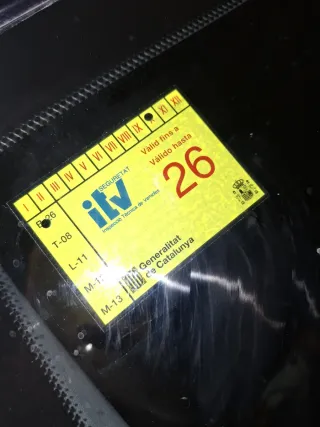 I II III IV V VI VII VIII IX XI XII
SEGURETAT
itv
Inspecció Tècnica de Vehicles
Vàlid fins a
Válido hasta
26
T-08
L-11
M-13
Generalitat
de Catalunya